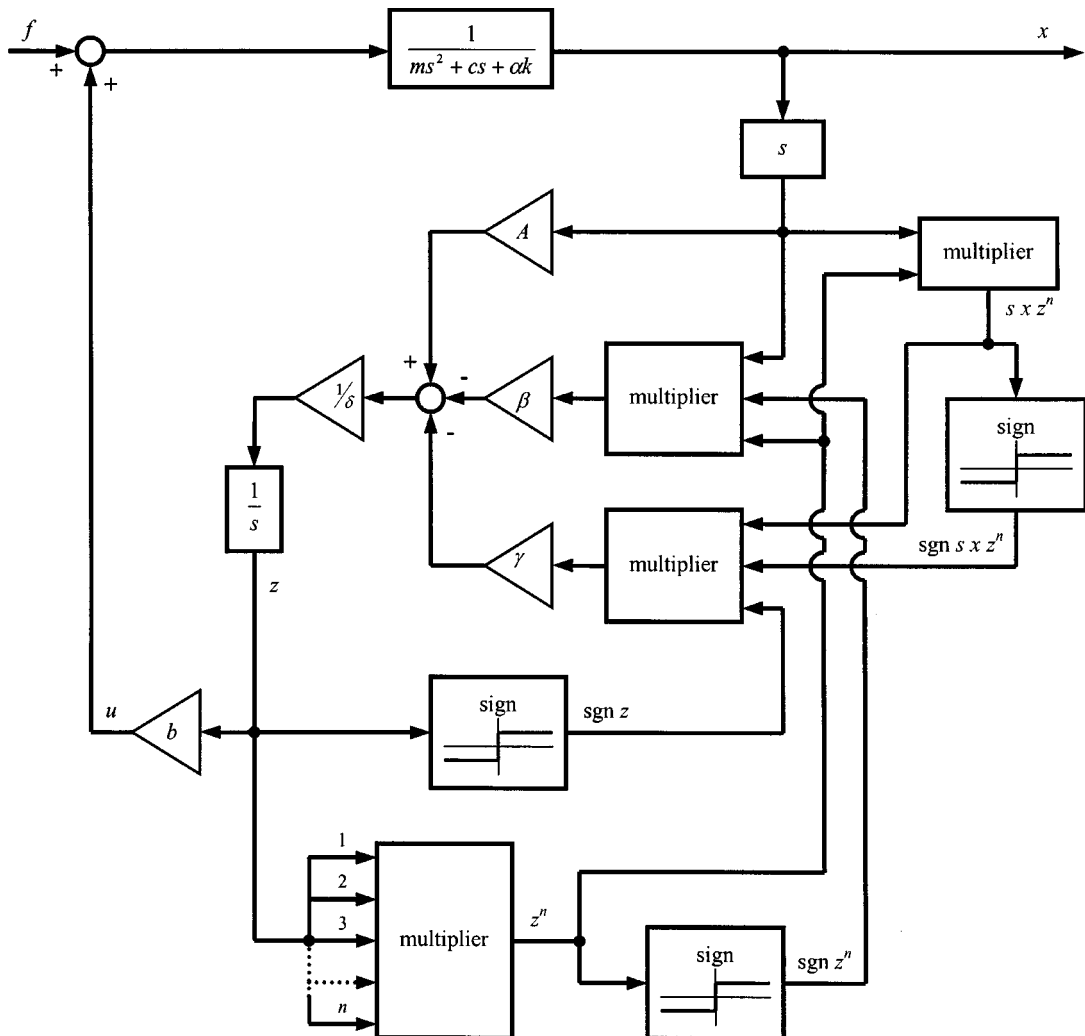 f
1
x
ms² + cs + αk
+
+
s
A
multiplier
s x zⁿ
+
-
1/δ
β
multiplier
sign
-
1
s
sgn s x zⁿ
γ
multiplier
z
u
sign
sgn z
b
1
2
3
zⁿ
multiplier
sign
sgn zⁿ
n